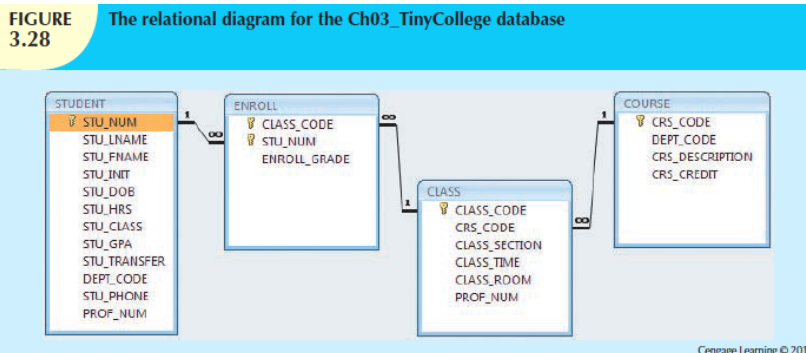 FIGURE
3.28
The relational diagram for the Ch03_TinyCollege database
STUDENT
STU_NUM
STU_LNAME
STU_FNAME
STU_INIT
STU_DOB
STU_HRS
STU_CLASS
STU_GPA
STU_TRANSFER
DEPT_CODE
STU_PHONE
PROF_NUM
1
∞
ENROLL
CLASS_CODE
STU_NUM
ENROLL_GRADE
∞
1
CLASS
CLASS_CODE
CRS_CODE
CLASS_SECTION
CLASS_TIME
CLASS_ROOM
PROF_NUM
∞
1
COURSE
CRS_CODE
DEPT_CODE
CRS_DESCRIPTION
CRS_CREDIT
Cengage Learning © 201